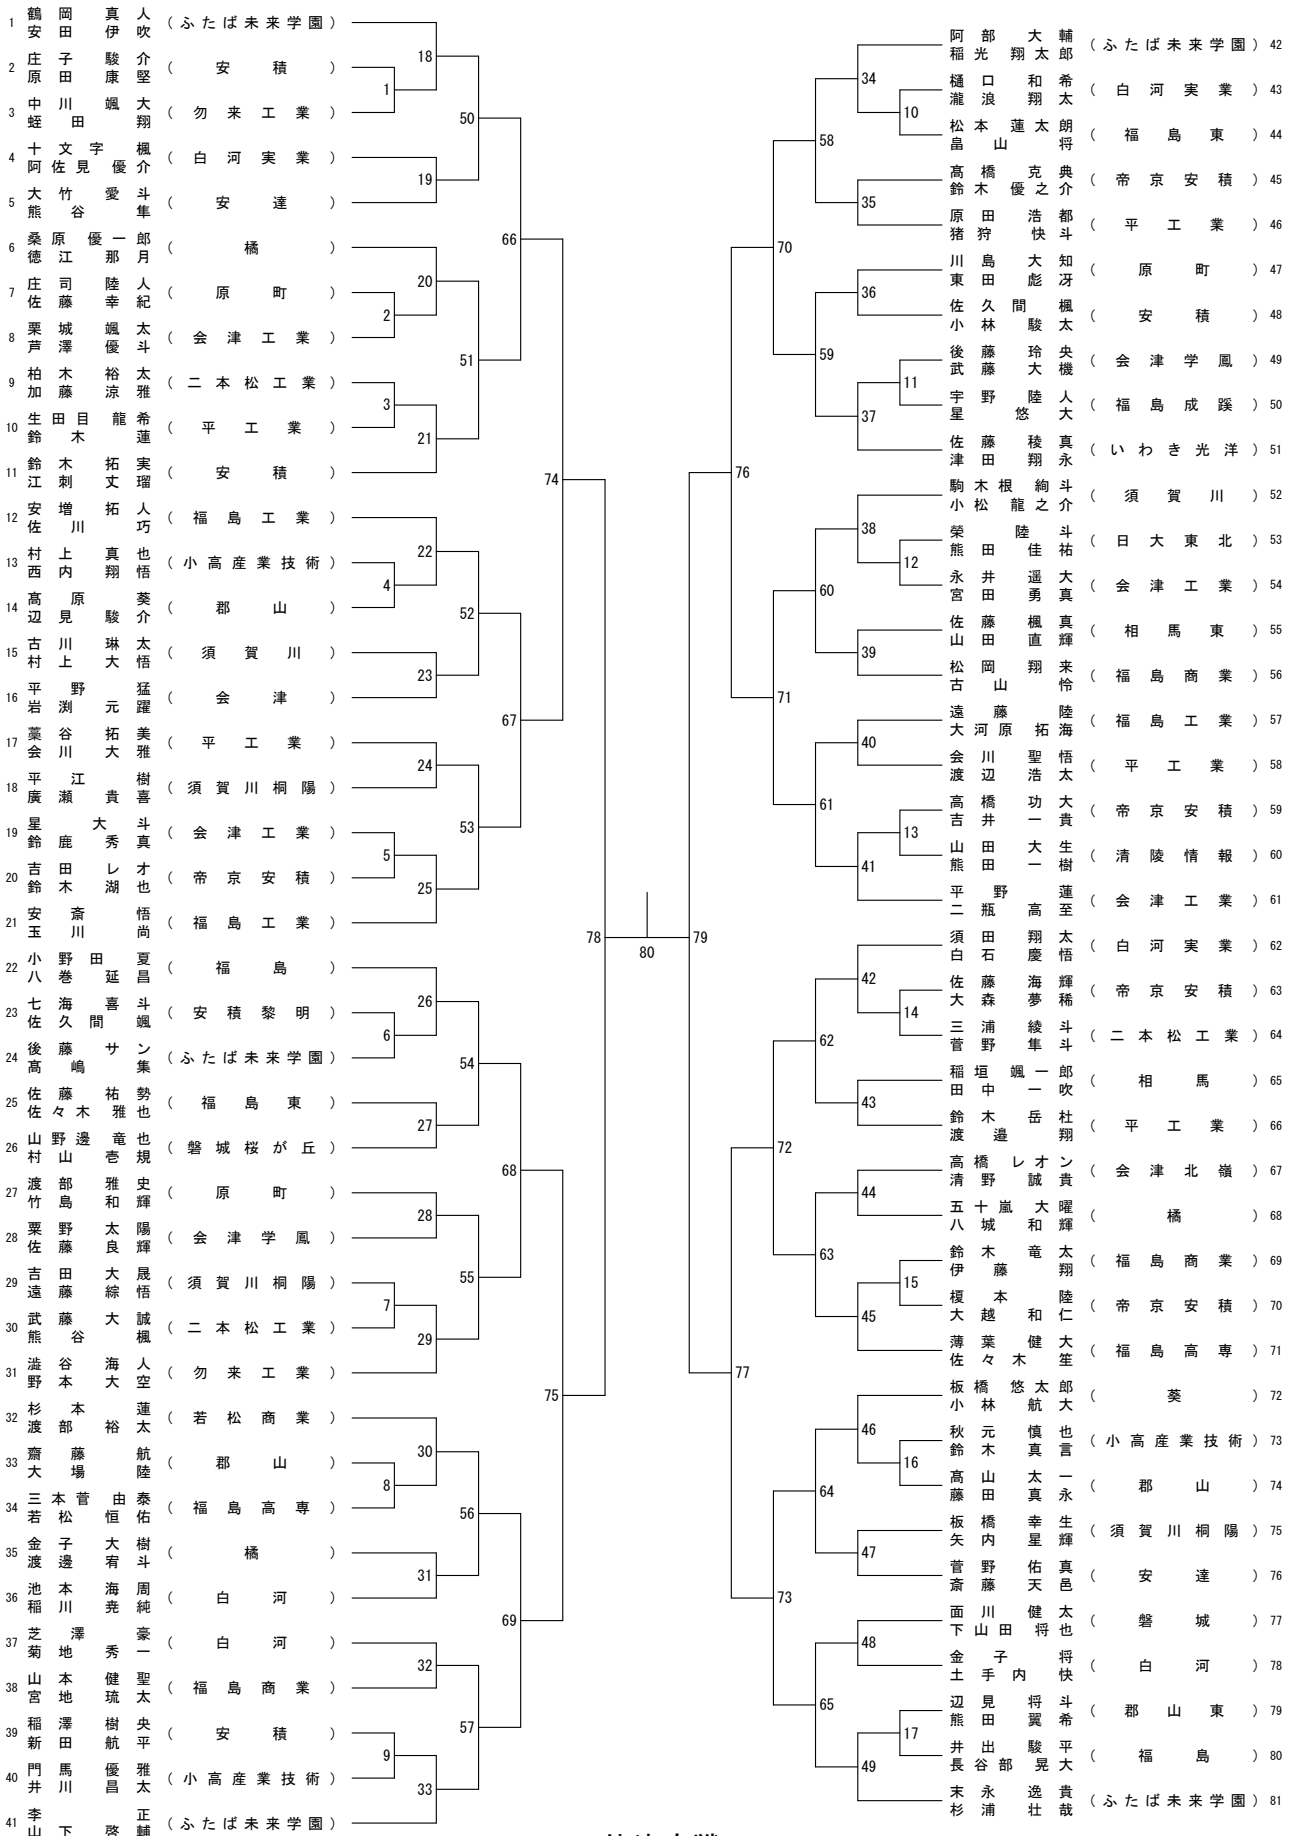 1 鶴岡真人 安田伊吹 (ふたば未来学園)
2 庄子駿介 原田康堅 (安積)
3 中川颯大 蛭田翔 (勿来工業)
4 十文字楓 阿佐見優介 (白河実業)
5 大竹愛斗 熊谷隼 (安達)
6 桑原優一郎 徳江那月 (橘)
7 庄司陸人 佐藤幸紀 (原町)
8 栗城颯太 芦澤優斗 (会津工業)
9 柏木裕太 加藤涼雅 (二本松工業)
10 生田目龍希 鈴木蓮 (平工業)
11 鈴木拓実 江刺丈瑠 (安積)
12 安増拓人 佐川巧 (福島工業)
13 村上真也 西内翔悟 (小高産業技術)
14 髙原葵 辺見駿介 (郡山)
15 古川琳太 村上大悟 (須賀川)
16 平野猛 岩渕元躍 (会津)
17 藁谷拓美 会川大雅 (平工業)
18 平江樹 廣瀬貴喜 (須賀川桐陽)
19 星大斗 鈴鹿秀真 (会津工業)
20 吉田レオ 鈴木湖也 (帝京安積)
21 安斎悟 玉川尚 (福島工業)
22 小野田夏 八巻延昌 (福島)
23 七海喜斗 佐久間颯 (安積黎明)
24 後藤サン 髙嶋集 (ふたば未来学園)
25 佐藤祐勢 佐々木雅也 (福島東)
26 山野邊竜也 村山壱規 (磐城桜が丘)
27 渡部雅史 竹島和輝 (原町)
28 粟野太陽 佐藤良輝 (会津学鳳)
29 吉田大晟 遠藤綜悟 (須賀川桐陽)
30 武藤大誠 熊谷楓 (二本松工業)
31 澁谷海人 野本大空 (勿来工業)
32 杉本蓮 渡部裕太 (若松商業)
33 齋藤航 大場陸 (郡山)
34 三本菅由泰 若松恒佑 (福島高専)
35 金子大樹 渡邊宥斗 (橘)
36 池本海周 稲川尭純 (白河)
37 芝澤豪 菊地秀一 (白河)
38 山本健聖 宮地琉太 (福島商業)
39 稲澤樹央 新田航平 (安積)
40 門馬優雅 井川昌太 (小高産業技術)
41 李正 山下啓輔 (ふたば未来学園)
1
2
3
4
5
6
7
8
9
18
19
20
21
22
23
24
25
26
27
28
29
30
31
32
33
50
51
52
53
54
55
56
57
66
67
68
69
74
75
78
80
79
76
77
70
71
72
73
58
59
60
61
62
63
64
65
34
35
36
37
38
39
40
41
42
43
44
45
46
47
48
49
10
11
12
13
14
15
16
17
阿部大輔 稲光翔太郎 (ふたば未来学園) 42
樋口和希 瀧浪翔太 (白河実業) 43
松本蓮太朗 畠山将 (福島東) 44
髙橋克典 鈴木優之介 (帝京安積) 45
原田浩都 猪狩快斗 (平工業) 46
川島大知 東田彪冴 (原町) 47
佐久間楓 小林駿太 (安積) 48
後藤玲央 武藤大機 (会津学鳳) 49
宇野陸人 星悠大 (福島成蹊) 50
佐藤稜真 津田翔永 (いわき光洋) 51
駒木根絢斗 小松龍之介 (須賀川) 52
榮陸斗 熊田佳祐 (日大東北) 53
永井遥大 宮田勇真 (会津工業) 54
佐藤楓真 山田直輝 (相馬東) 55
松岡翔来 古山怜 (福島商業) 56
遠藤陸 大河原拓海 (福島工業) 57
会川聖悟 渡辺浩太 (平工業) 58
高橋功大 吉井一貴 (帝京安積) 59
山田大生 熊田一樹 (清陵情報) 60
平野蓮 二瓶高至 (会津工業) 61
須田翔太 白石慶悟 (白河実業) 62
佐藤海輝 大森夢稀 (帝京安積) 63
三浦綾斗 菅野隼斗 (二本松工業) 64
稲垣颯一郎 田中一吹 (相馬) 65
鈴木岳杜 渡邉翔 (平工業) 66
高橋レオン 清野誠貴 (会津北嶺) 67
五十嵐大曜 八城和輝 (橘) 68
鈴木竜太 伊藤翔 (福島商業) 69
榎本陸 大越和仁 (帝京安積) 70
薄葉健大 佐々木笙 (福島高専) 71
板橋悠太郎 小林航大 (葵) 72
秋元慎也 鈴木真言 (小高産業技術) 73
髙山太一 藤田真永 (郡山) 74
板橋幸生 矢内星輝 (須賀川桐陽) 75
菅野佑真 斎藤天邑 (安達) 76
面川健太 下山田将也 (磐城) 77
金子将 土手内快 (白河) 78
辺見将斗 熊田翼希 (郡山東) 79
井出駿平 長谷部晃大 (福島) 80
末永逸貴 杉浦壮哉 (ふたば未来学園) 81